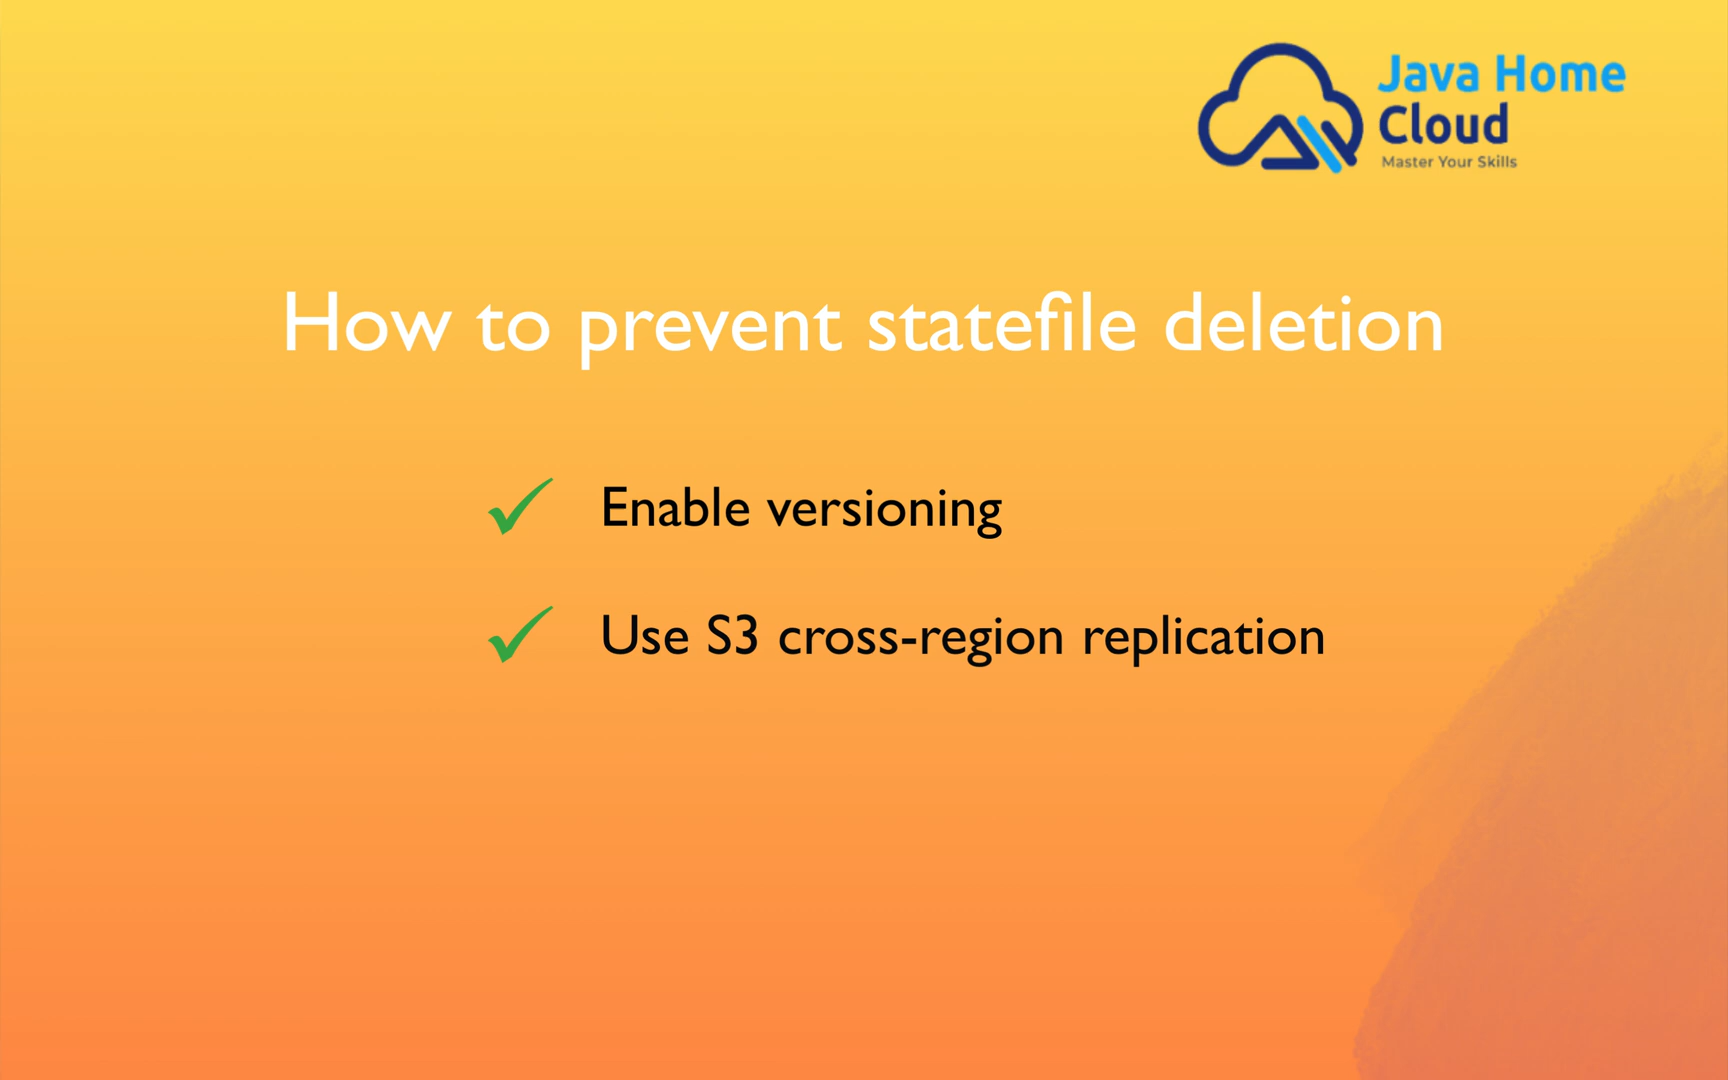 Java Home
Cloud
Master Your Skills
How to prevent statefile deletion
Enable versioning
Use S3 cross-region replication